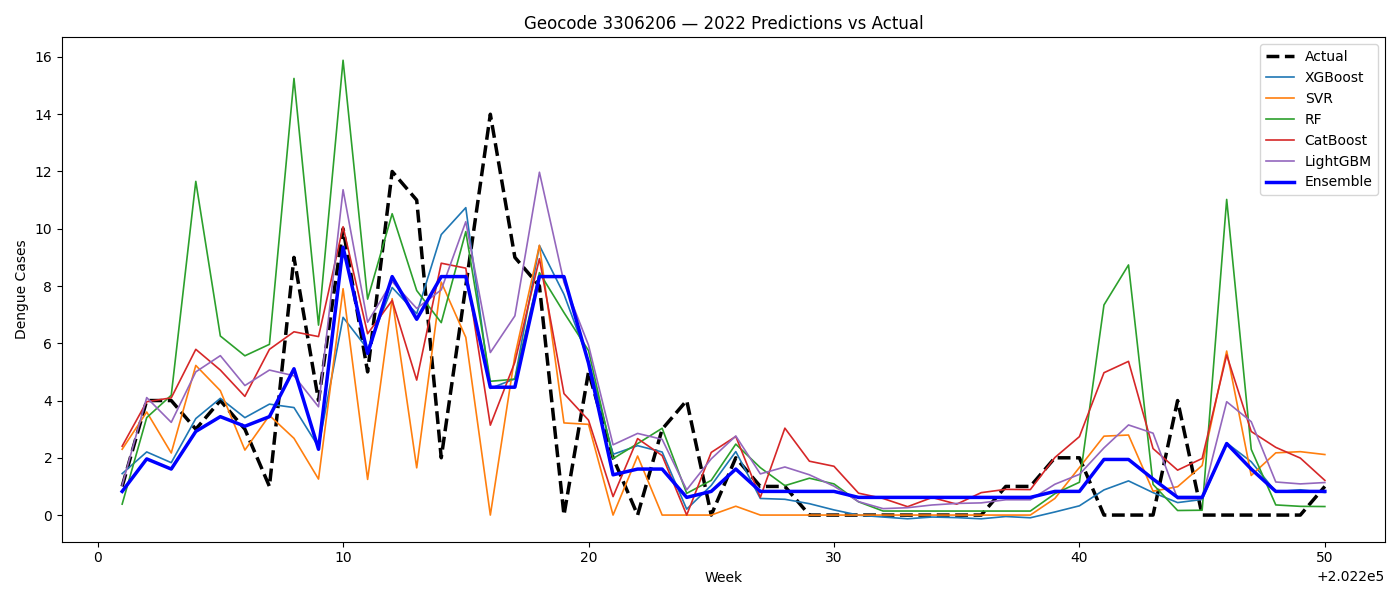 Geocode 3306206 — 2022 Predictions vs Actual
Dengue Cases
16
14
12
10
8
6
4
2
0
Actual
XGBoost
SVR
RF
CatBoost
LightGBM
Ensemble
0 10 20 30 40 50
Week
+2.022e5